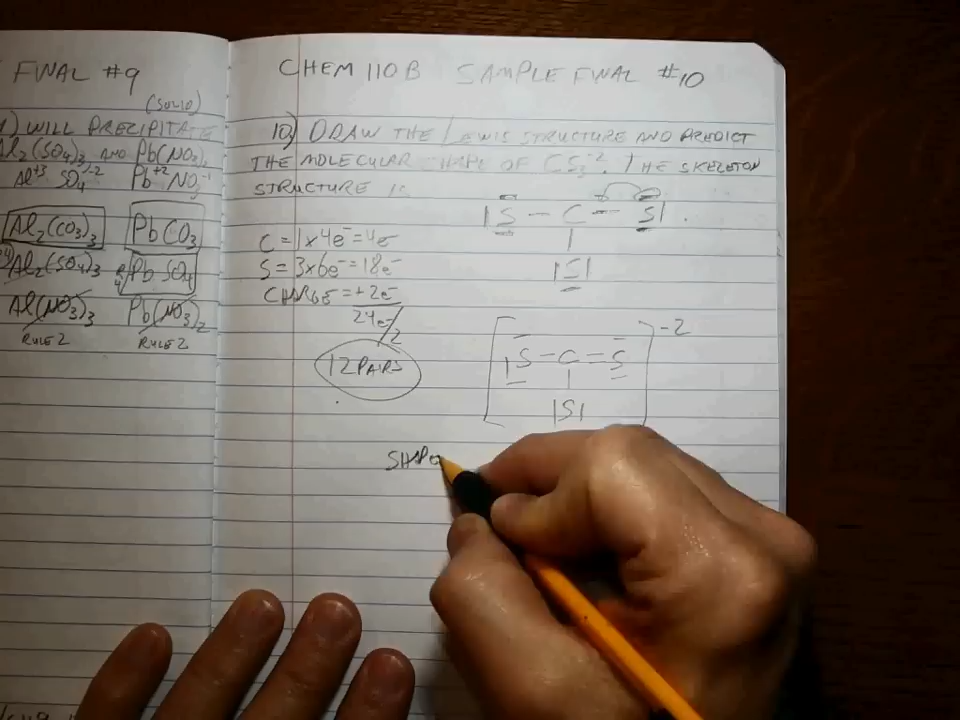 FINAL #9
(SOLID)
) WILL PRECIPITATE
Al₂(SO₄)₃ AND Pb(NO₃)₂
Al⁺³ SO₄⁻² Pb⁺² NO₃⁻¹
Al₂(CO₃)₃ PbCO₃
Al₂(SO₄)₃ PbSO₄
Al(NO₃)₃ Pb(NO₃)₂
RULE 2 RULE 2
CHEM 110B SAMPLE FINAL #10
10) DRAW THE LEWIS STRUCTURE AND PREDICT
THE MOLECULAR SHAPE OF CS₃⁻². THE SKELETON
STRUCTURE IS
|S — C — S|
|S|
C = 1x4e⁻ = 4e⁻
S = 3x6e⁻ = 18e⁻
CHARGE = +2e⁻
24e⁻/2
12 PAIRS
[|S — C = S]⁻²
|S|
SHAPE